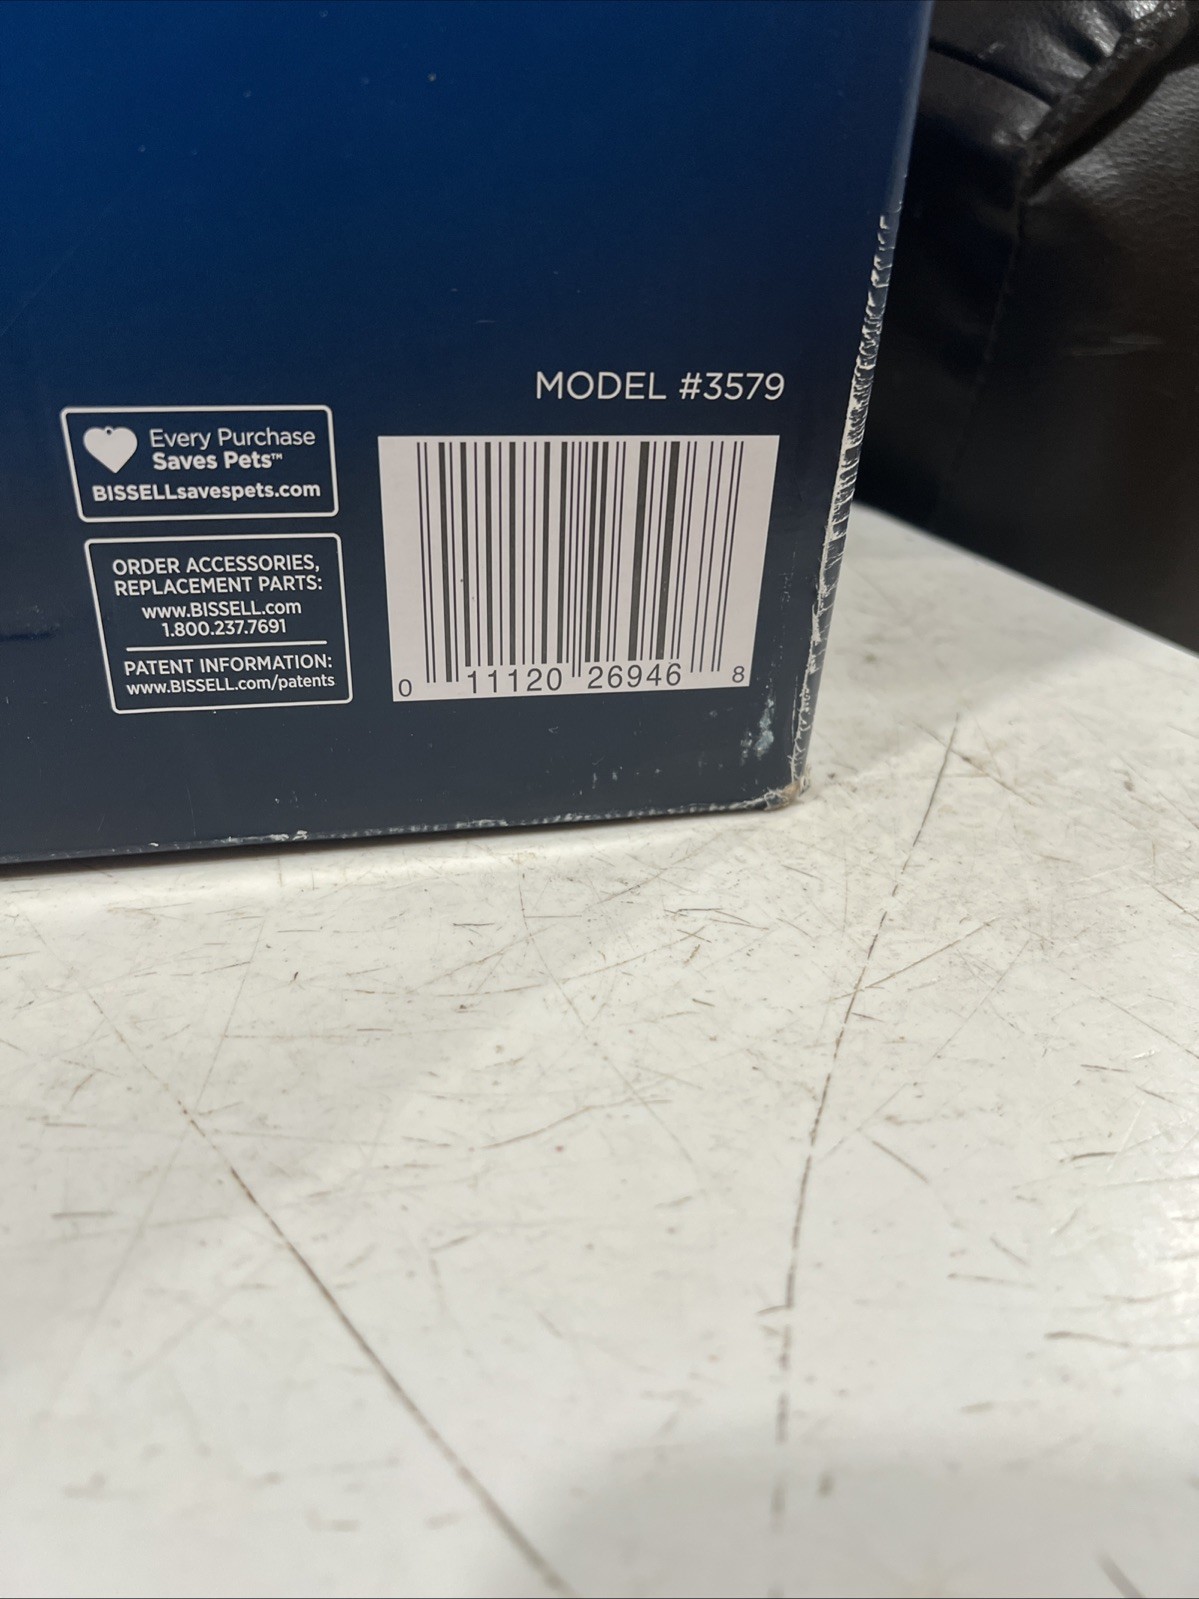 MODEL #3579
Every Purchase
Saves Pets™
BISSELLsavespets.com
ORDER ACCESSORIES,
REPLACEMENT PARTS:
www.BISSELL.com
1.800.237.7691
PATENT INFORMATION:
www.BISSELL.com/patents
0 11120 26946 8